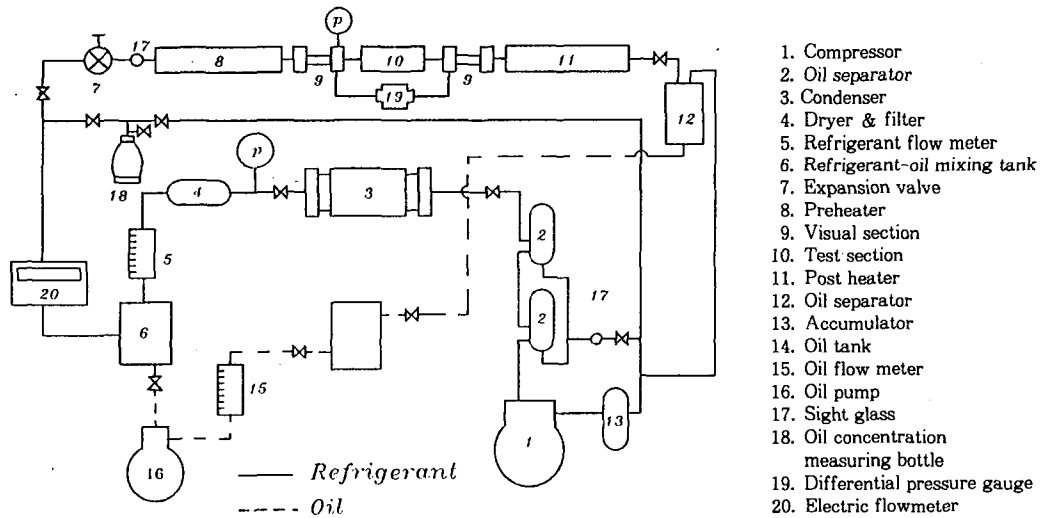 p
17
7
8
9
10
9
11
19
12
18
p
4
3
2
5
17
20
6
2
15
1
13
16
Refrigerant
Oil
1. Compressor
2. Oil separator
3. Condenser
4. Dryer & filter
5. Refrigerant flow meter
6. Refrigerant-oil mixing tank
7. Expansion valve
8. Preheater
9. Visual section
10. Test section
11. Post heater
12. Oil separator
13. Accumulator
14. Oil tank
15. Oil flow meter
16. Oil pump
17. Sight glass
18. Oil concentration
measuring bottle
19. Differential pressure gauge
20. Electric flowmeter